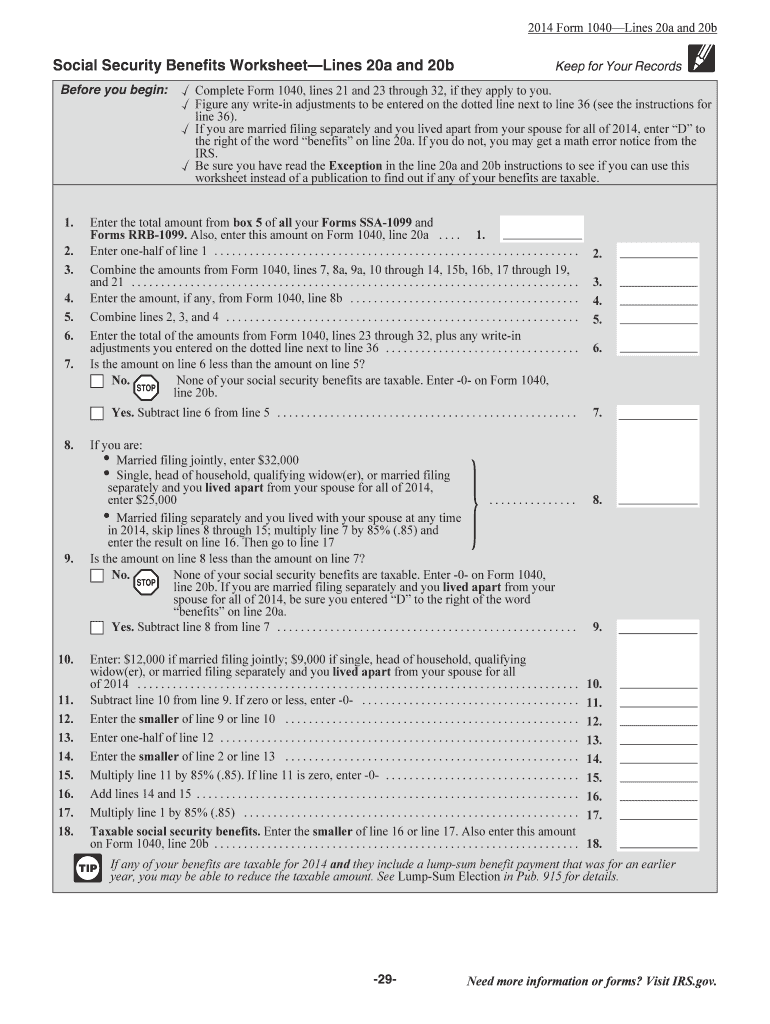 2014 Form 1040—Lines 20a and 20b
Social Security Benefits Worksheet—Lines 20a and 20b
Keep for Your Records
Before you begin:
√ Complete Form 1040, lines 21 and 23 through 32, if they apply to you.
√ Figure any write-in adjustments to be entered on the dotted line next to line 36 (see the instructions for
line 36).
√ If you are married filing separately and you lived apart from your spouse for all of 2014, enter “D” to
the right of the word “benefits” on line 20a. If you do not, you may get a math error notice from the
IRS.
√ Be sure you have read the Exception in the line 20a and 20b instructions to see if you can use this
worksheet instead of a publication to find out if any of your benefits are taxable.
1. Enter the total amount from box 5 of all your Forms SSA-1099 and
Forms RRB-1099. Also, enter this amount on Form 1040, line 20a .... 1.
2. Enter one-half of line 1 ........ 2.
3. Combine the amounts from Form 1040, lines 7, 8a, 9a, 10 through 14, 15b, 16b, 17 through 19,
and 21 ........ 3.
4. Enter the amount, if any, from Form 1040, line 8b ........ 4.
5. Combine lines 2, 3, and 4 ........ 5.
6. Enter the total of the amounts from Form 1040, lines 23 through 32, plus any write-in
adjustments you entered on the dotted line next to line 36 ........ 6.
7. Is the amount on line 6 less than the amount on line 5?
No. STOP None of your social security benefits are taxable. Enter -0- on Form 1040,
line 20b.
Yes. Subtract line 6 from line 5 ........ 7.
8. If you are:
• Married filing jointly, enter $32,000
• Single, head of household, qualifying widow(er), or married filing
separately and you lived apart from your spouse for all of 2014,
enter $25,000 ........ 8.
• Married filing separately and you lived with your spouse at any time
in 2014, skip lines 8 through 15; multiply line 7 by 85% (.85) and
enter the result on line 16. Then go to line 17
9. Is the amount on line 8 less than the amount on line 7?
No. STOP None of your social security benefits are taxable. Enter -0- on Form 1040,
line 20b. If you are married filing separately and you lived apart from your
spouse for all of 2014, be sure you entered “D” to the right of the word
“benefits” on line 20a.
Yes. Subtract line 8 from line 7 ........ 9.
10. Enter: $12,000 if married filing jointly; $9,000 if single, head of household, qualifying
widow(er), or married filing separately and you lived apart from your spouse for all
of 2014 ........ 10.
11. Subtract line 10 from line 9. If zero or less, enter -0- ........ 11.
12. Enter the smaller of line 9 or line 10 ........ 12.
13. Enter one-half of line 12 ........ 13.
14. Enter the smaller of line 2 or line 13 ........ 14.
15. Multiply line 11 by 85% (.85). If line 11 is zero, enter -0- ........ 15.
16. Add lines 14 and 15 ........ 16.
17. Multiply line 1 by 85% (.85) ........ 17.
18. Taxable social security benefits. Enter the smaller of line 16 or line 17. Also enter this amount
on Form 1040, line 20b ........ 18.
TIP If any of your benefits are taxable for 2014 and they include a lump-sum benefit payment that was for an earlier
year, you may be able to reduce the taxable amount. See Lump-Sum Election in Pub. 915 for details.
-29-
Need more information or forms? Visit IRS.gov.